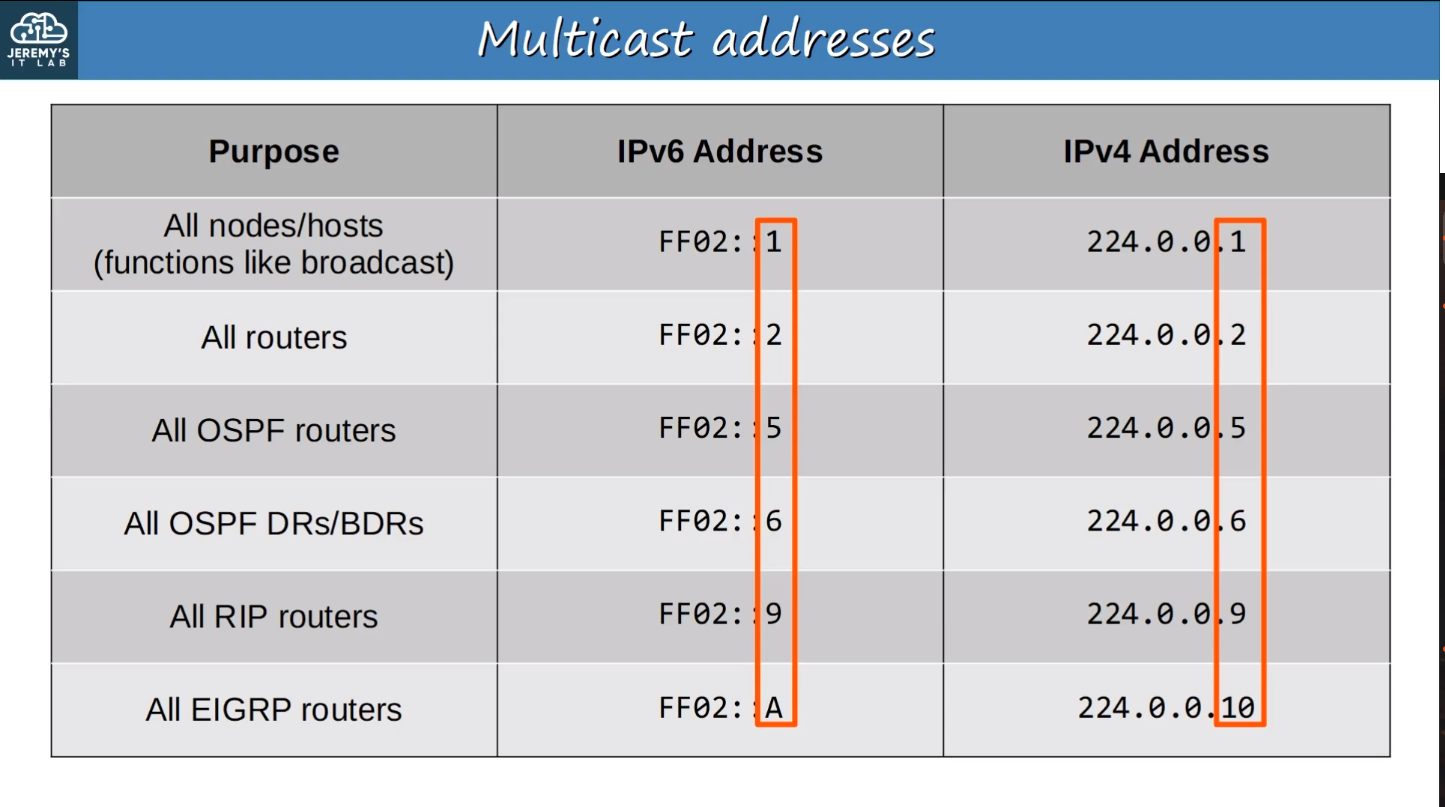 JEREMY'S
IT LAB
Multicast addresses
Purpose IPv6 Address IPv4 Address
All nodes/hosts
(functions like broadcast) FF02::1 224.0.0.1
All routers FF02::2 224.0.0.2
All OSPF routers FF02::5 224.0.0.5
All OSPF DRs/BDRs FF02::6 224.0.0.6
All RIP routers FF02::9 224.0.0.9
All EIGRP routers FF02::A 224.0.0.10